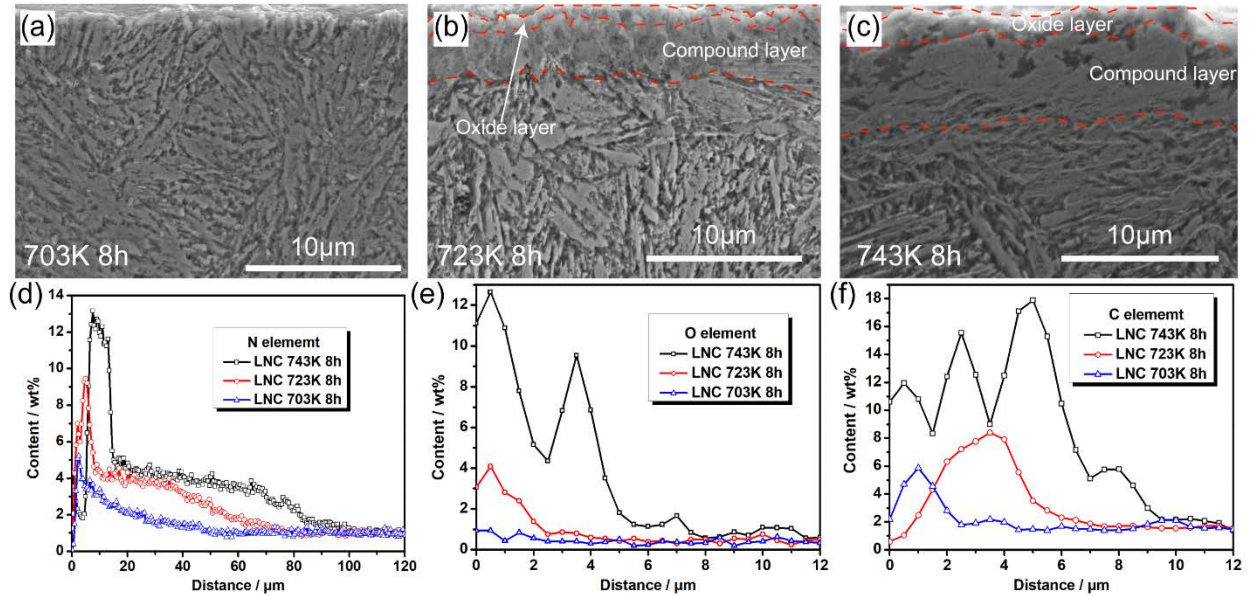 (a)
703K 8h
10µm
(b)
Compound layer
Oxide layer
723K 8h
10µm
(c)
Oxide layer
Compound layer
743K 8h
10µm
(d)
14
12
10
8
6
4
2
0
Content / wt%
N elememt
LNC 743K 8h
LNC 723K 8h
LNC 703K 8h
0 20 40 60 80 100 120
Distance / µm
(e)
12
10
8
6
4
2
0
Content / wt%
O elememt
LNC 743K 8h
LNC 723K 8h
LNC 703K 8h
0 2 4 6 8 10 12
Distance / µm
(f)
18
16
14
12
10
8
6
4
2
0
Content / wt%
C elememt
LNC 743K 8h
LNC 723K 8h
LNC 703K 8h
0 2 4 6 8 10 12
Distance / µm